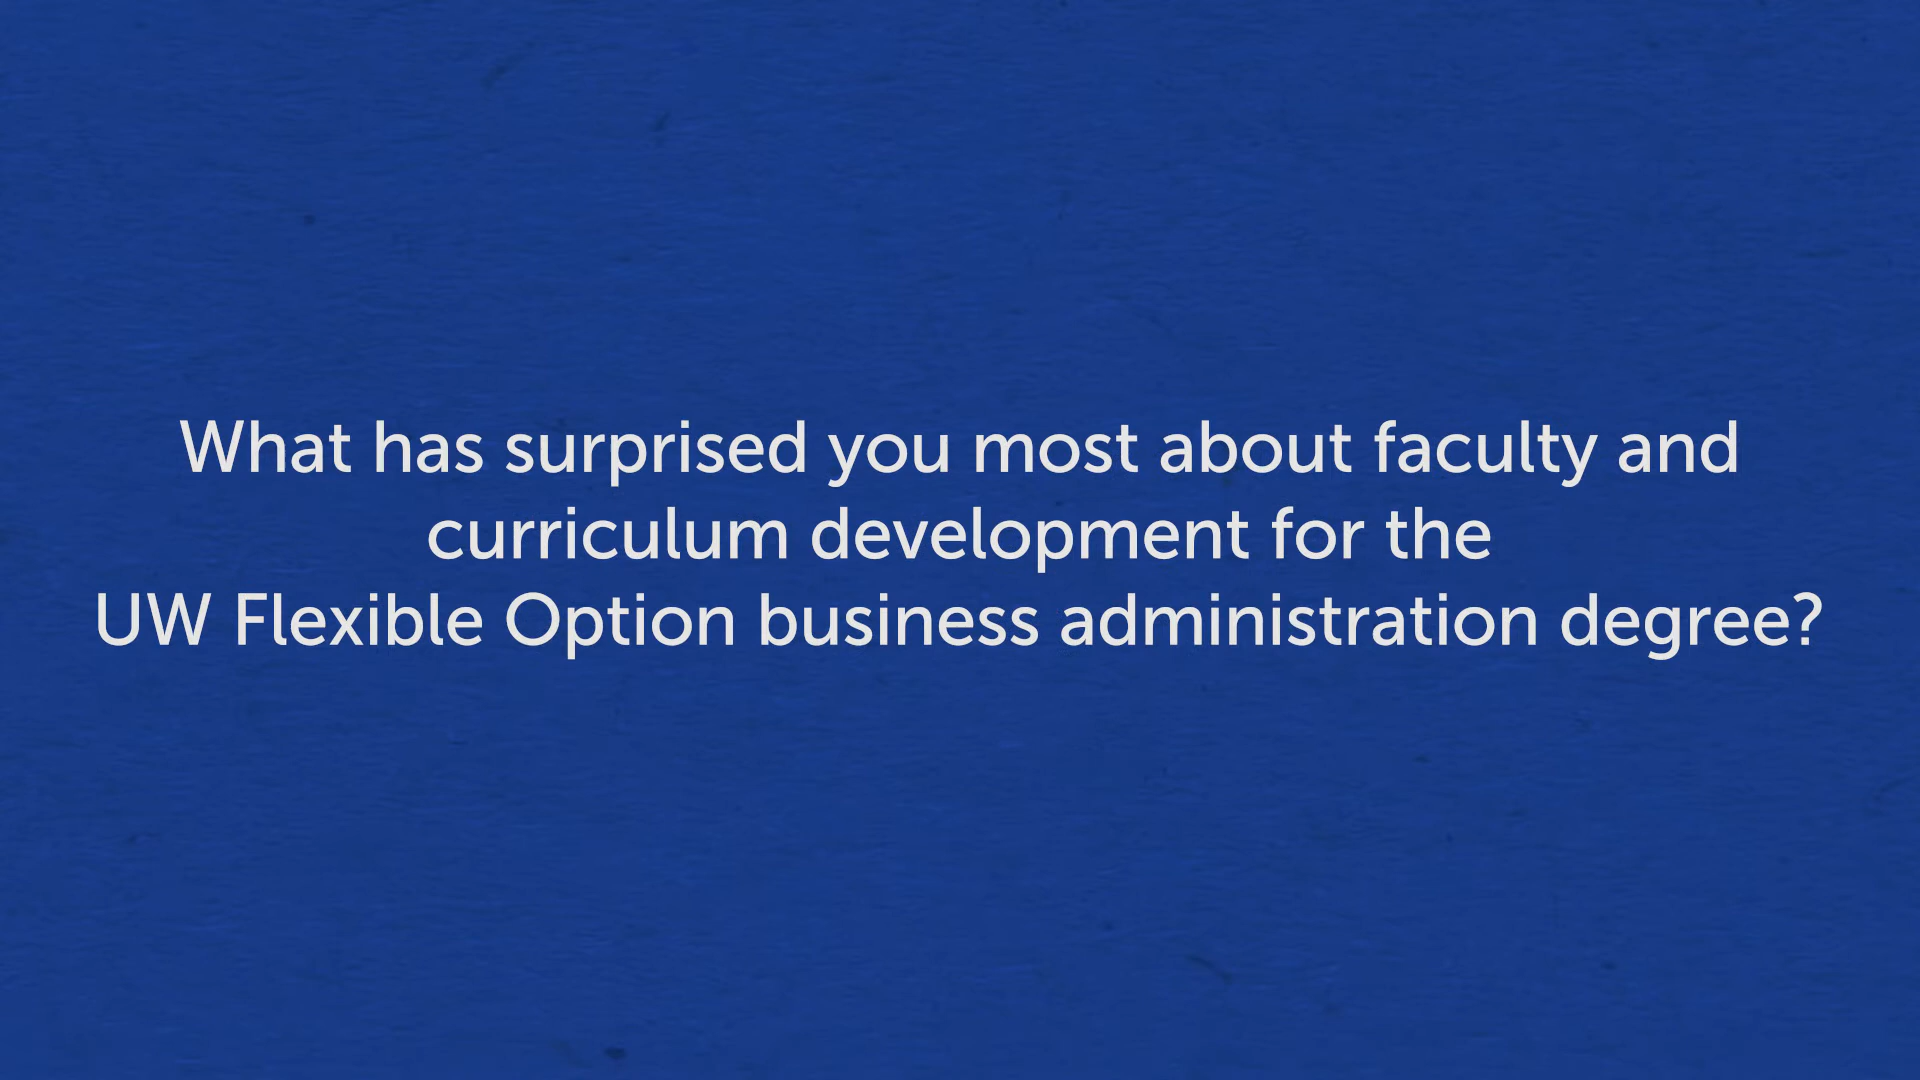 What has surprised you most about faculty and
curriculum development for the
UW Flexible Option business administration degree?